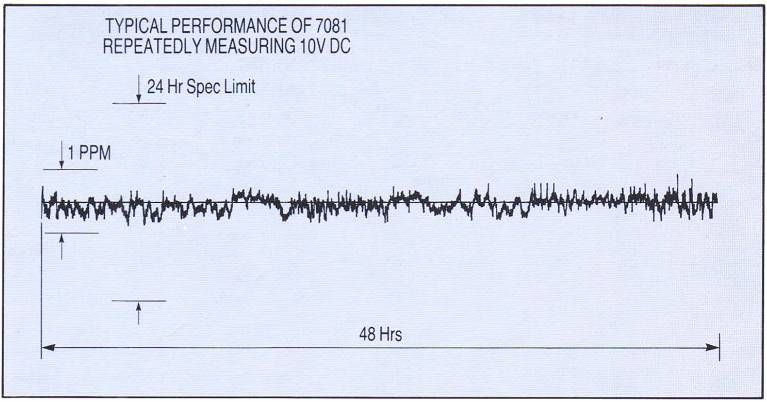 TYPICAL PERFORMANCE OF 7081
REPEATEDLY MEASURING 10V DC
24 Hr Spec Limit
1 PPM
48 Hrs